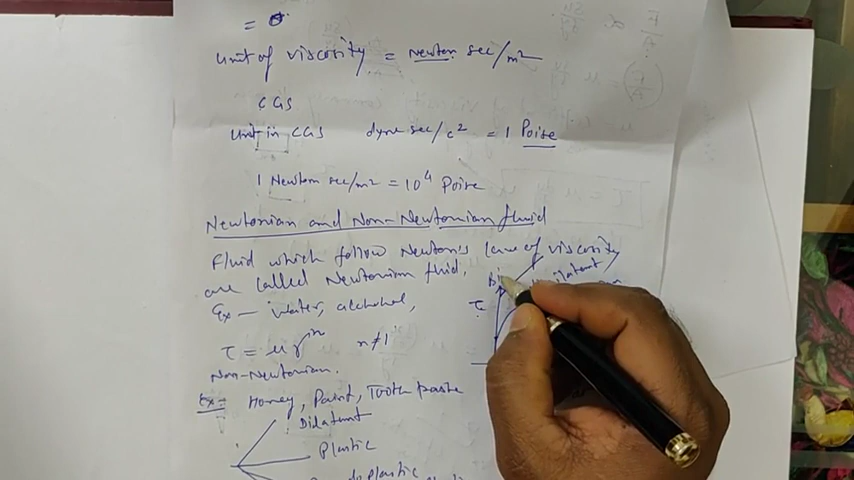 =
Unit of viscosity = Newton sec/m²
CGS
Unit in CGS dyne sec/c² = 1 Poise
1 Newton sec/m² = 10⁴ Poise
Newtonian and Non-Newtonian fluid
Fluid which follow Newton's law of viscosity
are called Newtonian fluid.
Ex — Water, alcohol,
τ
τ = μ γⁿ n≠1
Non-Newtonian.
Ex:- Honey, Paint, Tooth paste
Dilatant
Plastic